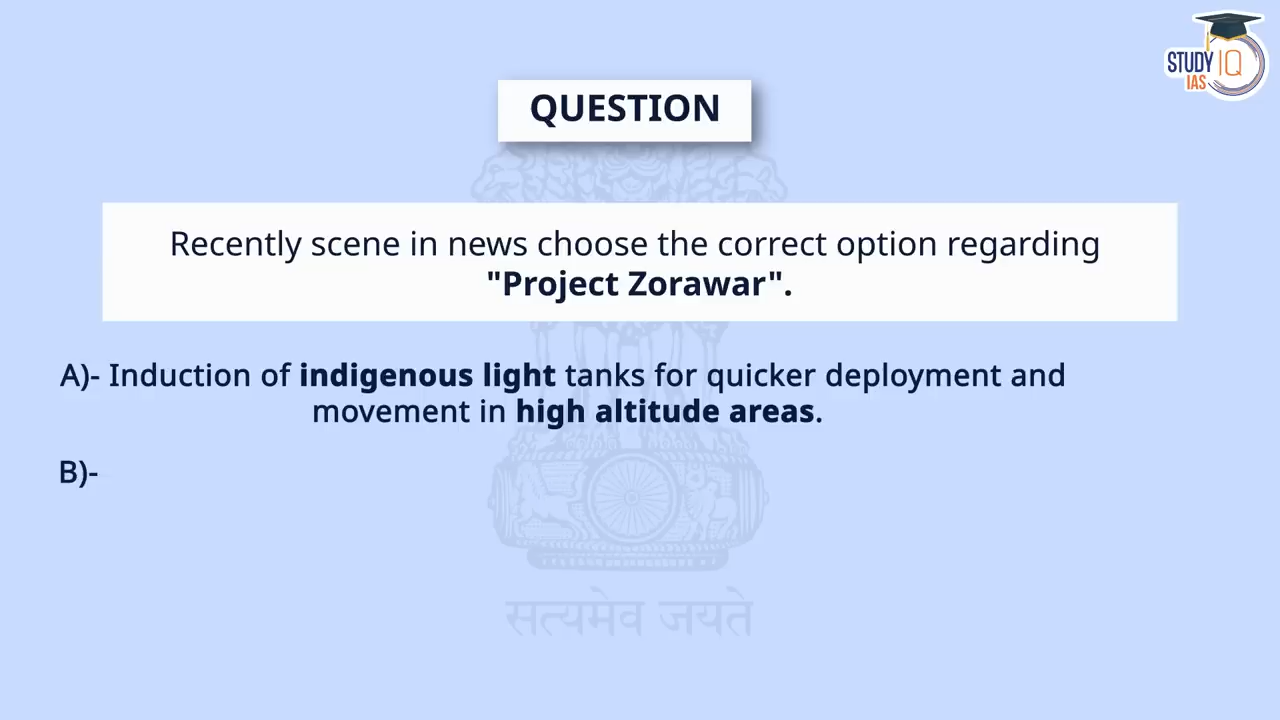 STUDY IQ
IAS
QUESTION
Recently scene in news choose the correct option regarding
"Project Zorawar".
A)- Induction of indigenous light tanks for quicker deployment and
movement in high altitude areas.
B)-
सत्यमेव जयते